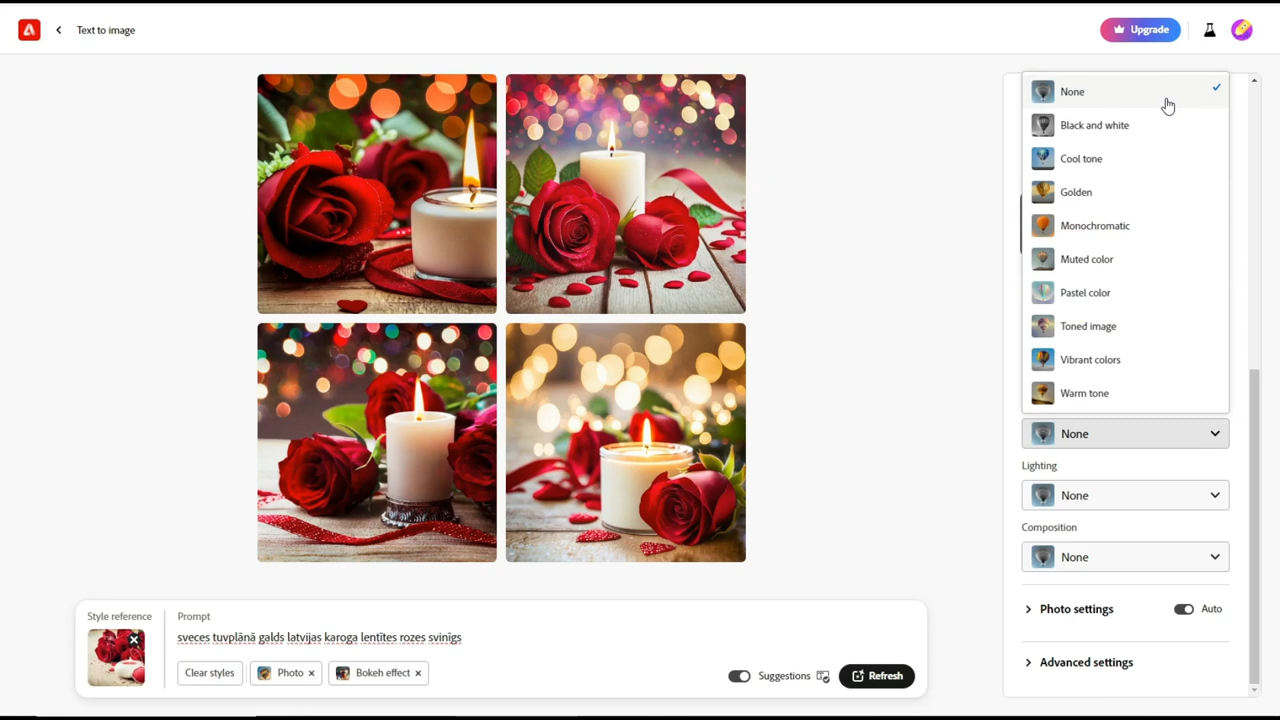 Text to image
Upgrade
None
Black and white
Cool tone
Golden
Monochromatic
Muted color
Pastel color
Toned image
Vibrant colors
Warm tone
None
Lighting
None
Composition
None
Photo settings
Auto
Advanced settings
Style reference
Prompt
sveces tuvplānā galds latvijas karoga lentītes rozes svinīgs
Clear styles
Photo
Bokeh effect
Suggestions
Refresh